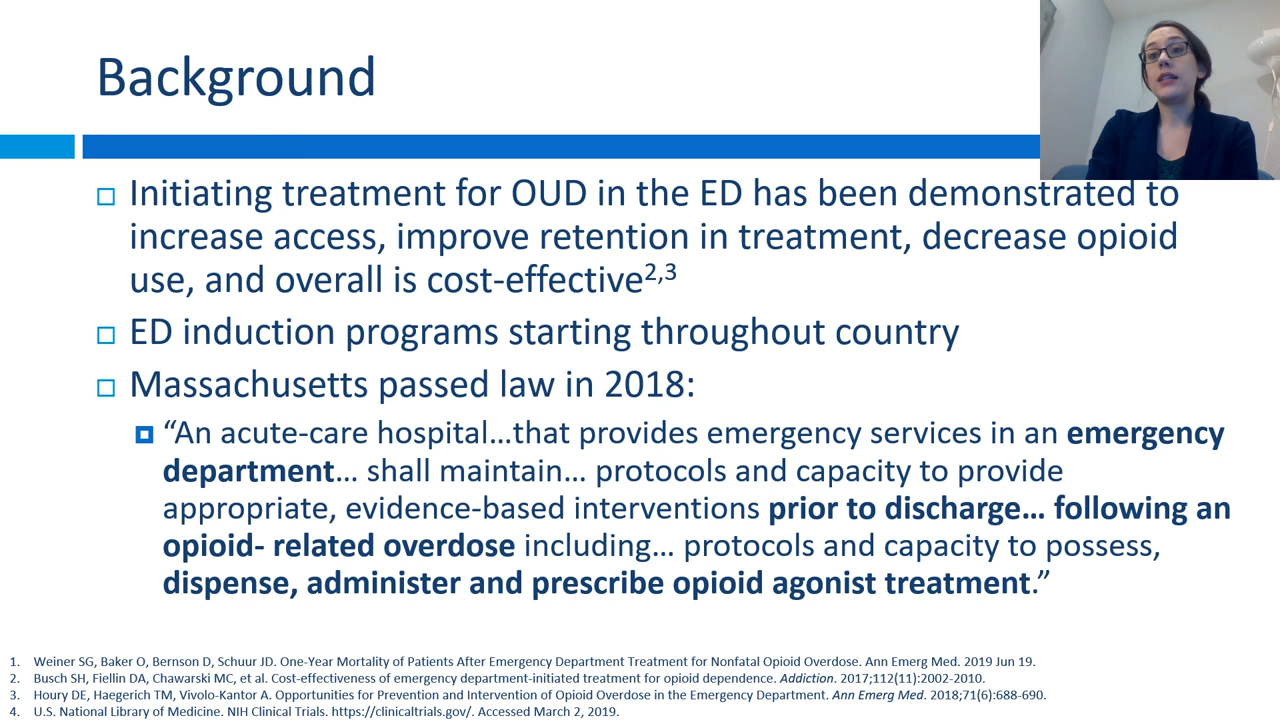 Background
□ Initiating treatment for OUD in the ED has been demonstrated to
increase access, improve retention in treatment, decrease opioid
use, and overall is cost-effective2,3
□ ED induction programs starting throughout country
□ Massachusetts passed law in 2018:
“An acute-care hospital…that provides emergency services in an emergency
department… shall maintain… protocols and capacity to provide
appropriate, evidence-based interventions prior to discharge… following an
opioid- related overdose including… protocols and capacity to possess,
dispense, administer and prescribe opioid agonist treatment.”
1. Weiner SG, Baker O, Bernson D, Schuur JD. One-Year Mortality of Patients After Emergency Department Treatment for Nonfatal Opioid Overdose. Ann Emerg Med. 2019 Jun 19.
2. Busch SH, Fiellin DA, Chawarski MC, et al. Cost-effectiveness of emergency department-initiated treatment for opioid dependence. Addiction. 2017;112(11):2002-2010.
3. Houry DE, Haegerich TM, Vivolo-Kantor A. Opportunities for Prevention and Intervention of Opioid Overdose in the Emergency Department. Ann Emerg Med. 2018;71(6):688-690.
4. U.S. National Library of Medicine. NIH Clinical Trials. https://clinicaltrials.gov/. Accessed March 2, 2019.